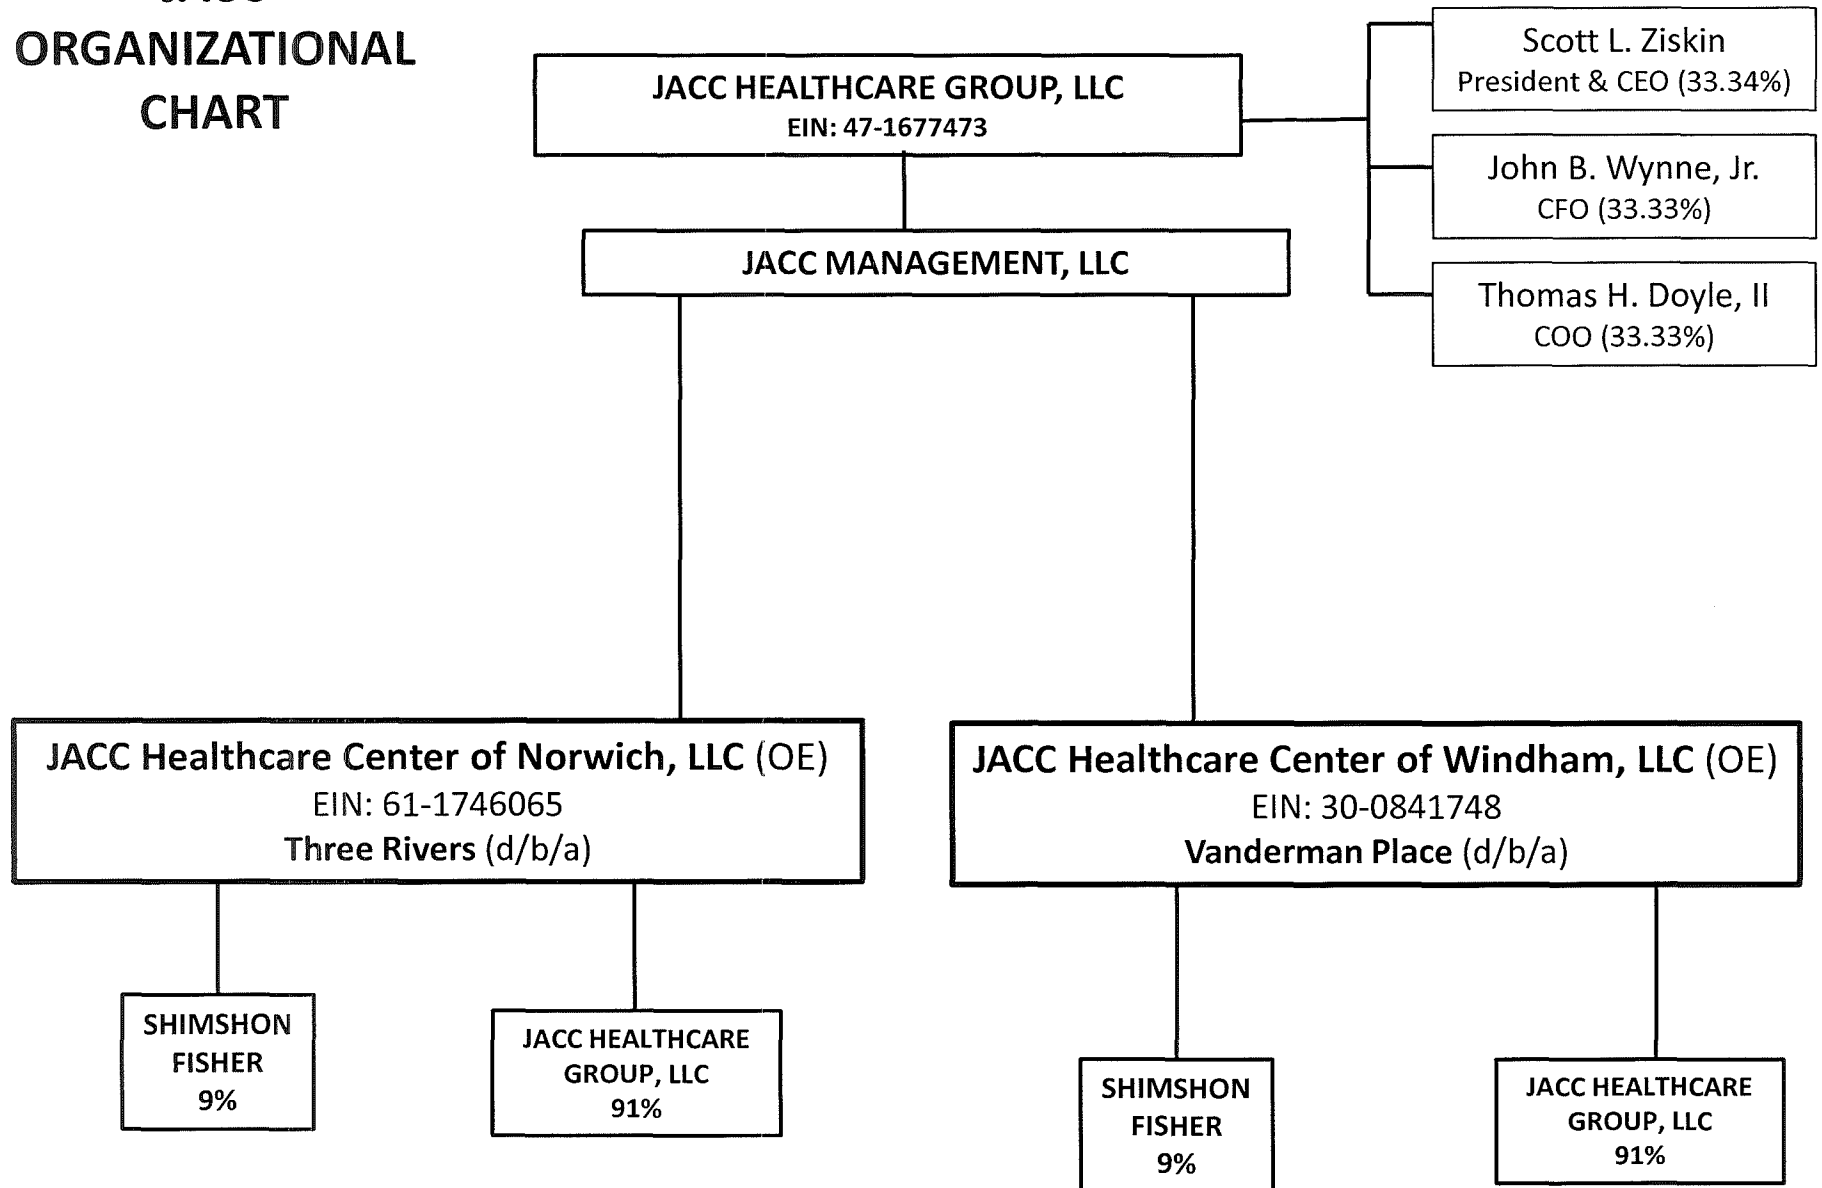 ORGANIZATIONAL
CHART
JACC HEALTHCARE GROUP, LLC
EIN: 47-1677473
Scott L. Ziskin
President & CEO (33.34%)
John B. Wynne, Jr.
CFO (33.33%)
Thomas H. Doyle, II
COO (33.33%)
JACC MANAGEMENT, LLC
JACC Healthcare Center of Norwich, LLC (OE)
EIN: 61-1746065
Three Rivers (d/b/a)
JACC Healthcare Center of Windham, LLC (OE)
EIN: 30-0841748
Vanderman Place (d/b/a)
SHIMSHON
FISHER
9%
JACC HEALTHCARE
GROUP, LLC
91%
SHIMSHON
FISHER
9%
JACC HEALTHCARE
GROUP, LLC
91%